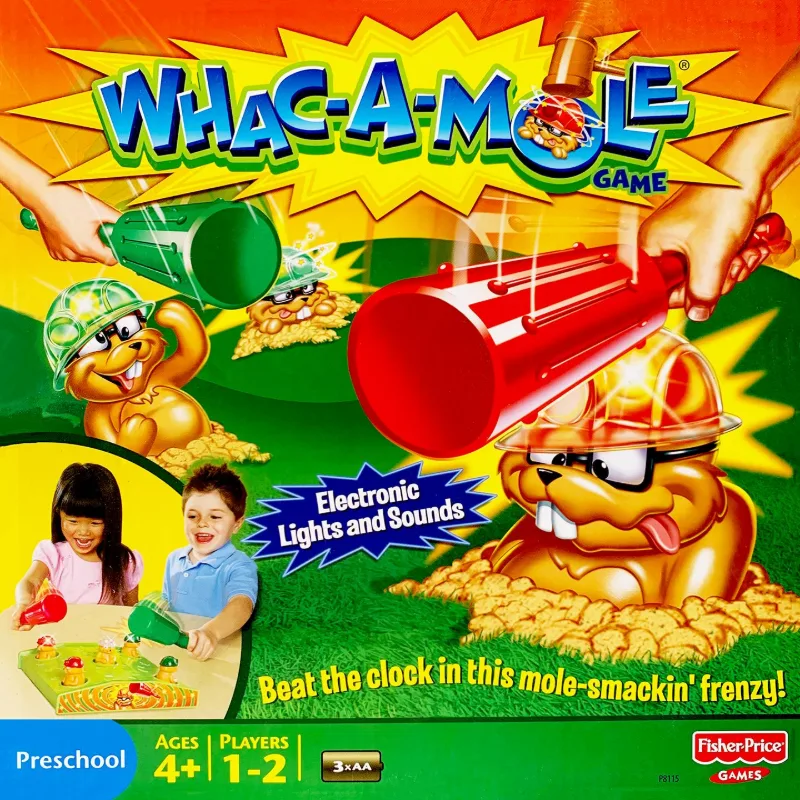 WHAC-A-MOLE®
GAME
Electronic
Lights and Sounds
Beat the clock in this mole-smackin' frenzy!
Preschool
AGES
4+
PLAYERS
1-2
3xAA
P8115
Fisher-Price®
GAMES